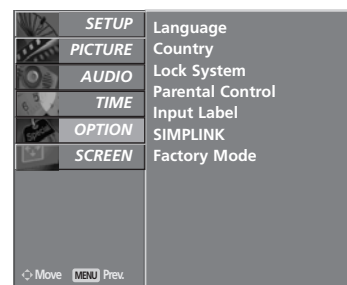 SETUP
PICTURE
AUDIO
TIME
OPTION
SCREEN
Language
Country
Lock System
Parental Control
Input Label
SIMPLINK
Factory Mode
Move MENU Prev.